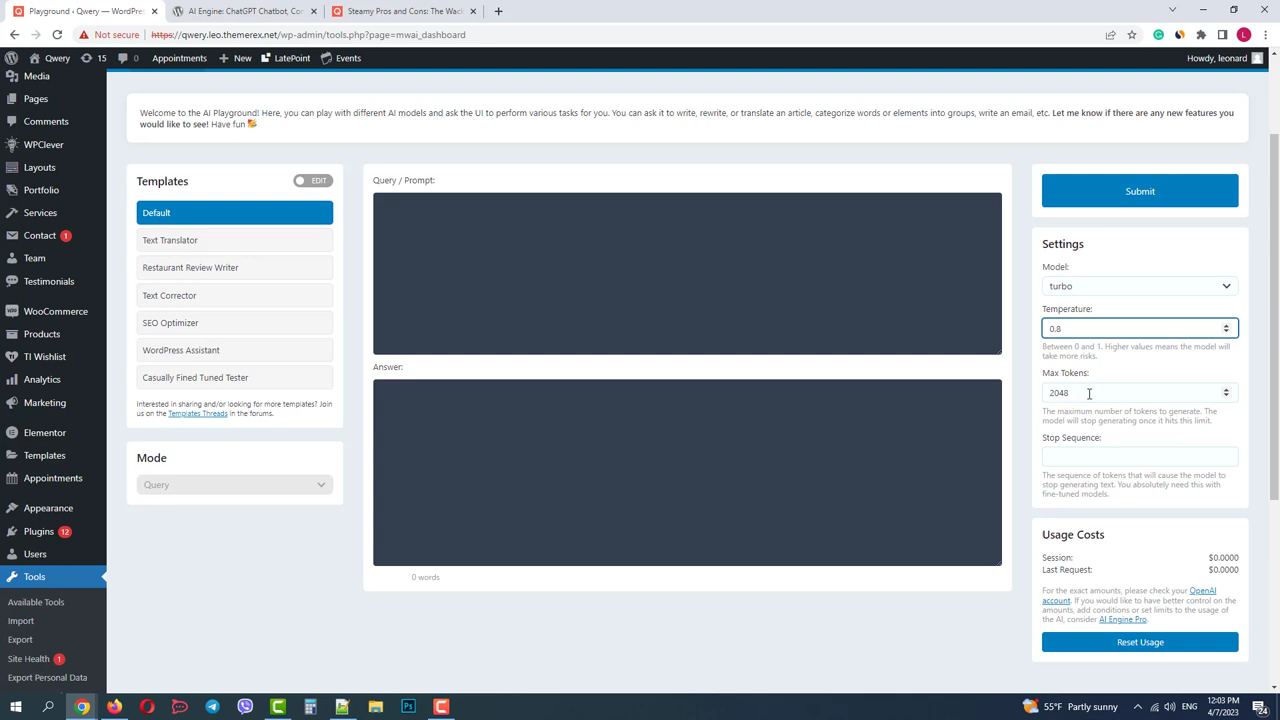 Playground ‹ Qwery — WordPres
AI Engine: ChatGPT Chatbot, Con
Steamy Pros and Cons: The Wack
Not secure
https://qwery.leo.themerex.net/wp-admin/tools.php?page=mwai_dashboard
Qwery
15
Appointments
New
LatePoint
Events
Howdy, leonard
Media
Pages
Comments
WPClever
Layouts
Portfolio
Services
Contact 1
Team
Testimonials
WooCommerce
Products
TI Wishlist
Analytics
Marketing
Elementor
Templates
Appointments
Appearance
Plugins 12
Users
Tools
Available Tools
Import
Export
Site Health 1
Export Personal Data
Welcome to the AI Playground! Here, you can play with different AI models and ask the UI to perform various tasks for you. You can ask it to write, rewrite, or translate an article, categorize words or elements into groups, write an email, etc. Let me know if there are any new features you
would like to see! Have fun 🥳
Templates
EDIT
Default
Text Translator
Restaurant Review Writer
Text Corrector
SEO Optimizer
WordPress Assistant
Casually Fined Tuned Tester
Interested in sharing and/or looking for more templates? Join
us on the Templates Threads in the forums.
Mode
Query
Query / Prompt:
Answer:
0 words
Submit
Settings
Model:
turbo
Temperature:
0.8
Between 0 and 1. Higher values means the model will
take more risks.
Max Tokens:
2048
The maximum number of tokens to generate. The
model will stop generating once it hits this limit.
Stop Sequence:
The sequence of tokens that will cause the model to
stop generating text. You absolutely need this with
fine-tuned models.
Usage Costs
Session: $0.0000
Last Request: $0.0000
For the exact amounts, please check your OpenAI
account. If you would like to have better control on the
amounts, add conditions or set limits to the usage of
the AI, consider AI Engine Pro.
Reset Usage
55°F Partly sunny
ENG
12:03 PM
4/7/2023
24